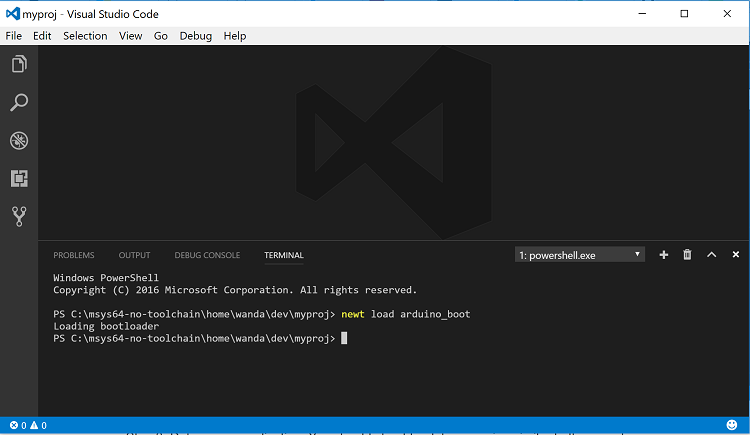 myproj - Visual Studio Code
File Edit Selection View Go Debug Help
PROBLEMS OUTPUT DEBUG CONSOLE TERMINAL 1: powershell.exe
Windows PowerShell
Copyright (C) 2016 Microsoft Corporation. All rights reserved.
PS C:\msys64-no-toolchain\home\wanda\dev\myproj> newt load arduino_boot
Loading bootloader
PS C:\msys64-no-toolchain\home\wanda\dev\myproj>
0 0